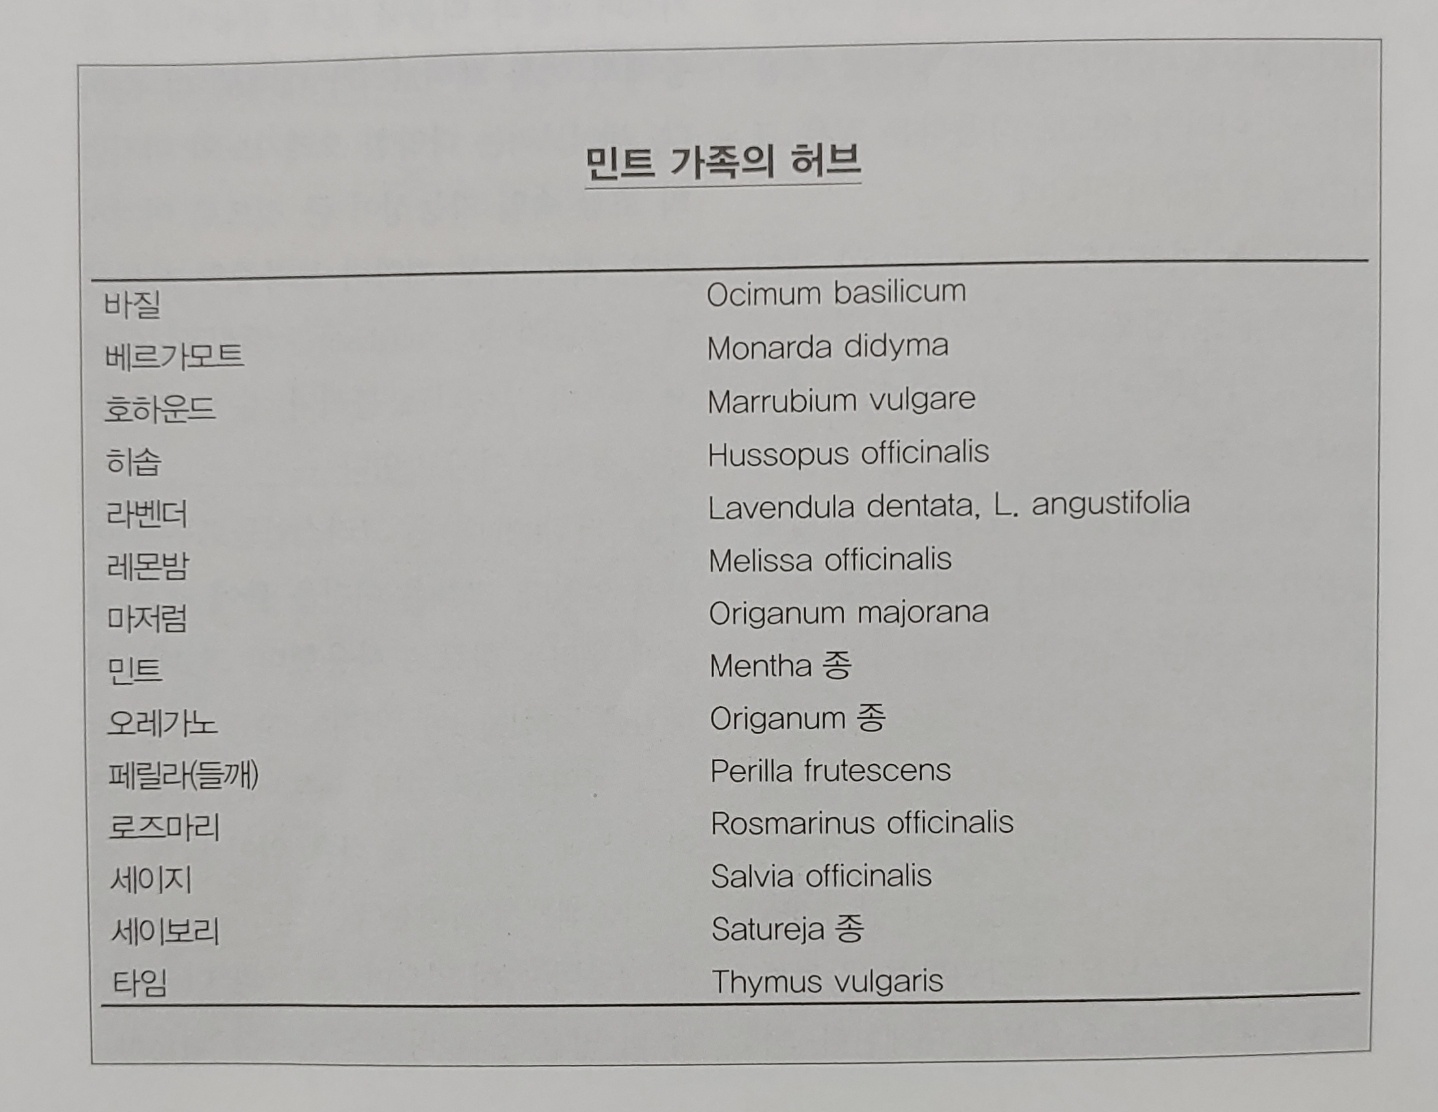 민트 가족의 허브
바질 Ocimum basilicum
베르가모트 Monarda didyma
호하운드 Marrubium vulgare
히솝 Hussopus officinalis
라벤더 Lavendula dentata, L. angustifolia
레몬밤 Melissa officinalis
마저럼 Origanum majorana
민트 Mentha 종
오레가노 Origanum 종
페릴라(들깨) Perilla frutescens
로즈마리 Rosmarinus officinalis
세이지 Salvia officinalis
세이보리 Satureja 종
타임 Thymus vulgaris